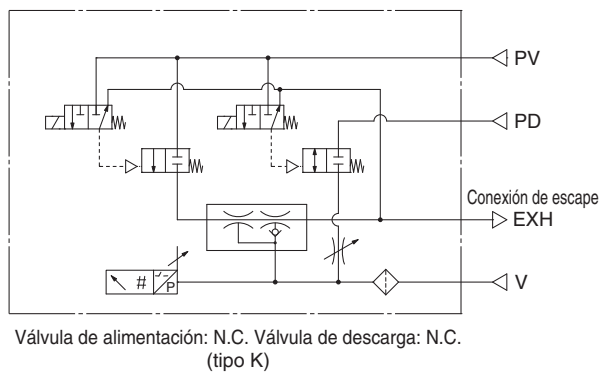 PV
PD
Conexión de escape
EXH
V
# P
Válvula de alimentación: N.C. Válvula de descarga: N.C.
(tipo K)